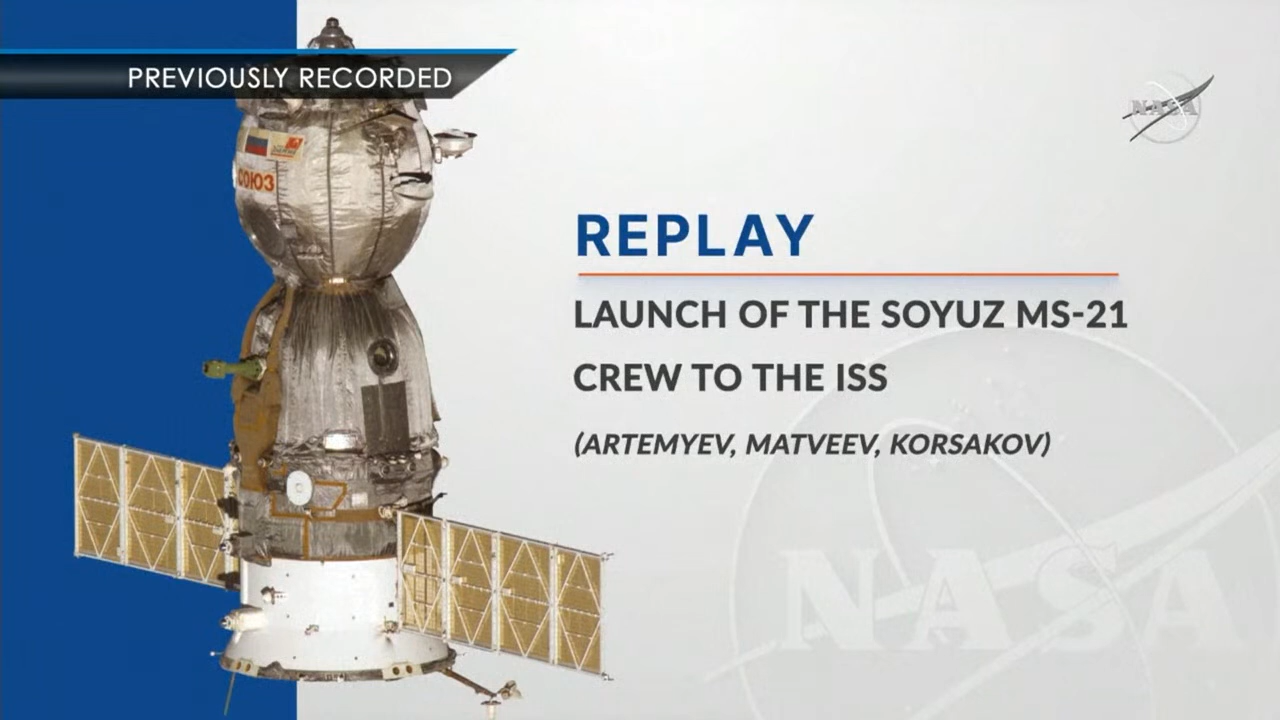 PREVIOUSLY RECORDED
NASA
СОЮЗ
REPLAY
LAUNCH OF THE SOYUZ MS-21
CREW TO THE ISS
(ARTEMYEV, MATVEEV, KORSAKOV)
NASA